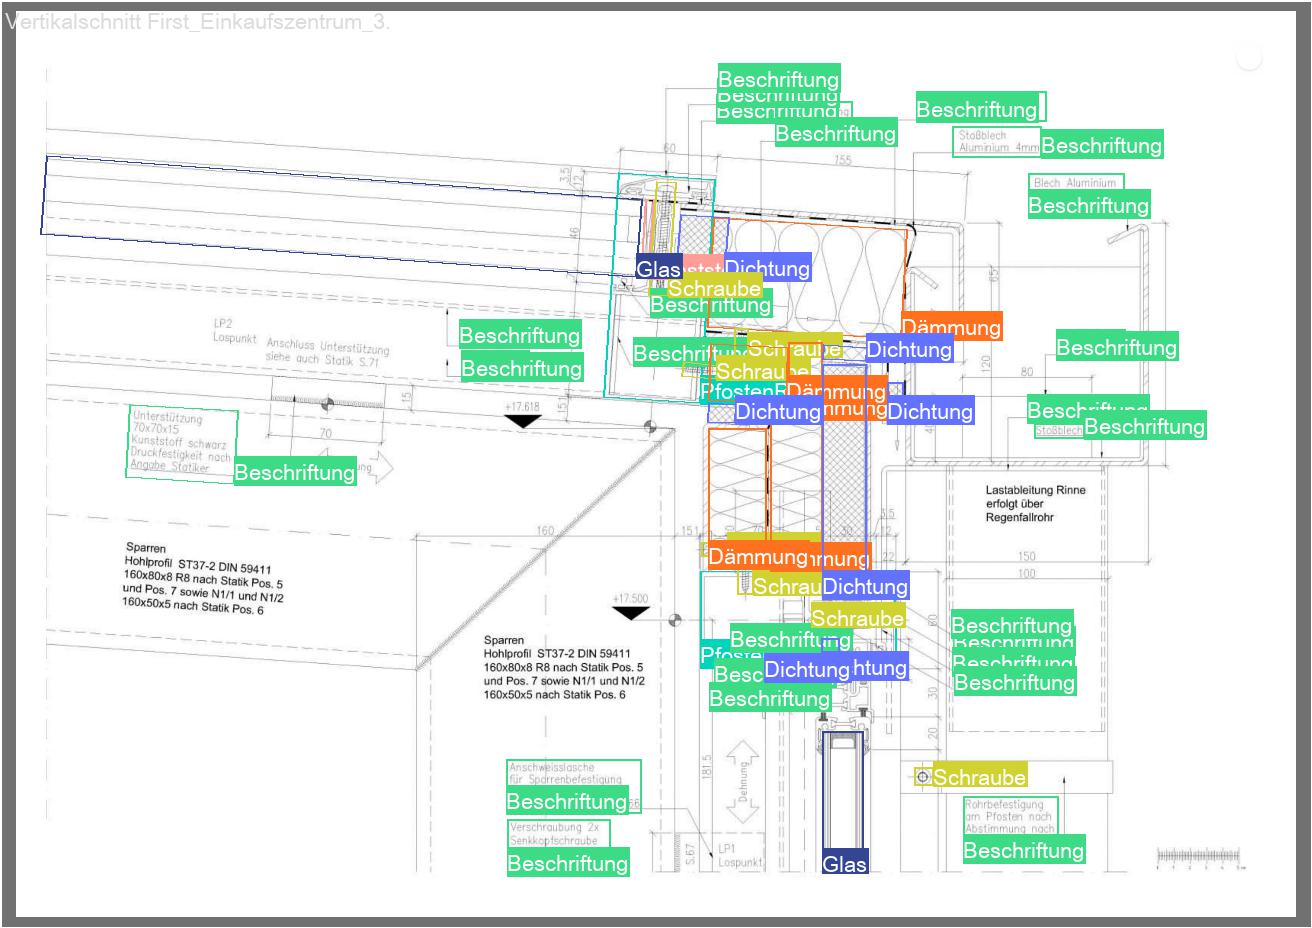 Vertikalschnitt First_Einkaufszentrum_3.
Beschriftung
Beschriftung
Beschriftung
Beschriftung
Beschriftung
Stoßblech
Aluminium 4mm
Beschriftung
60
155
3,5
12
Blech Aluminium
Beschriftung
46
Glas
Dichtung
Schraube
Beschriftung
65
Dämmung
LP2
Lospunkt
Anschluss Unterstützung
siehe auch Statik S.71
Beschriftung
Beschriftung
Beschriftung
Schraube
Dichtung
Beschriftung
Schraube
120
80
Dämmung
15
151
+17.618
Dichtung
Dichtung
Beschriftung
Stoßblech
Beschriftung
40
Unterstützung
70x70x15
Kunststoff schwarz
Druckfestigkeit nach
Angabe Statiker
70
Beschriftung
Lastableitung Rinne
erfolgt über
Regenfallrohr
160
151
30
3,5
12
22
150
100
Sparren
Hohlprofil ST37-2 DIN 59411
160x80x8 R8 nach Statik Pos. 5
und Pos. 7 sowie N1/1 und N1/2
160x50x5 nach Statik Pos. 6
Dämmung
Dichtung
+17.500
Schraube
60
Beschriftung
Beschriftung
Beschriftung
Beschriftung
Sparren
Hohlprofil ST37-2 DIN 59411
160x80x8 R8 nach Statik Pos. 5
und Pos. 7 sowie N1/1 und N1/2
160x50x5 nach Statik Pos. 6
Beschriftung
Dichtung
Beschriftung
30
20
181.5
Dehnung
Anschweisslasche
für Sparrenbefestigung
Beschriftung
Schraube
Verschraubung 2x
Senkkopfschraube
Beschriftung
S.67
LP1
Lospunkt
Glas
Rohrbefestigung
am Pfosten nach
Abstimmung nach
Beschriftung